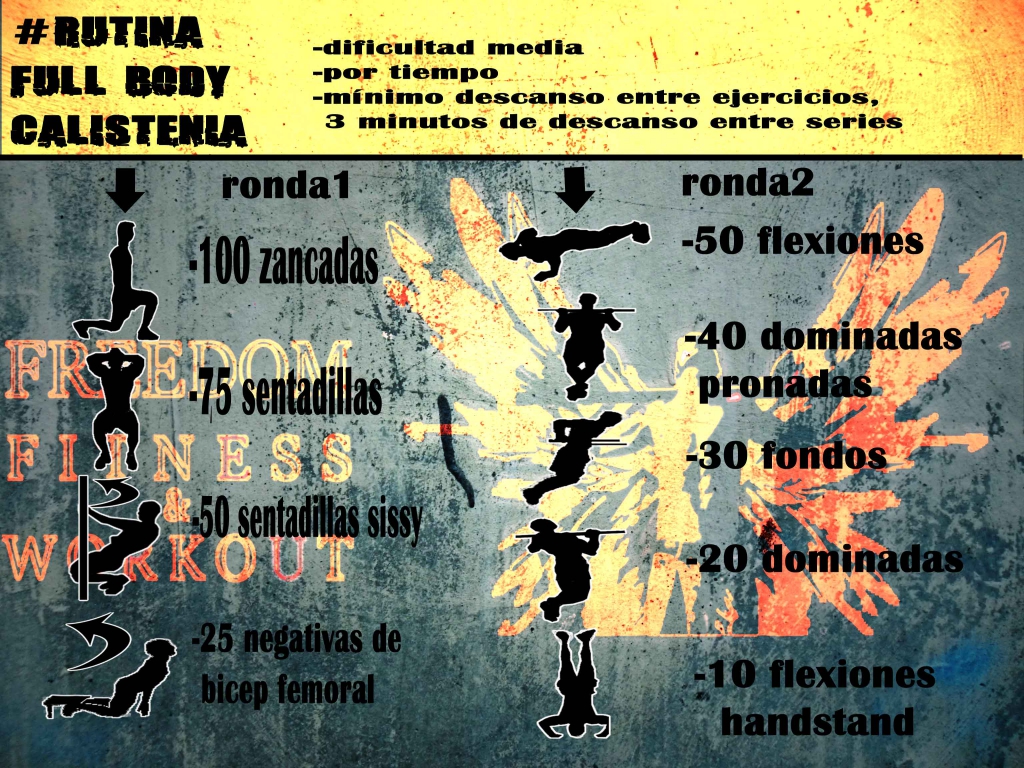 #RUTINA
FULL BODY
CALISTENIA
-dificultad media
-por tiempo
-mínimo descanso entre ejercicios,
3 minutos de descanso entre series
ronda1
-100 zancadas
-75 sentadillas
-50 sentadillas sissy
-25 negativas de
bicep femoral
FREEDOM
FITNESS
&
WORKOUT
ronda2
-50 flexiones
-40 dominadas
pronadas
-30 fondos
-20 dominadas
-10 flexiones
handstand